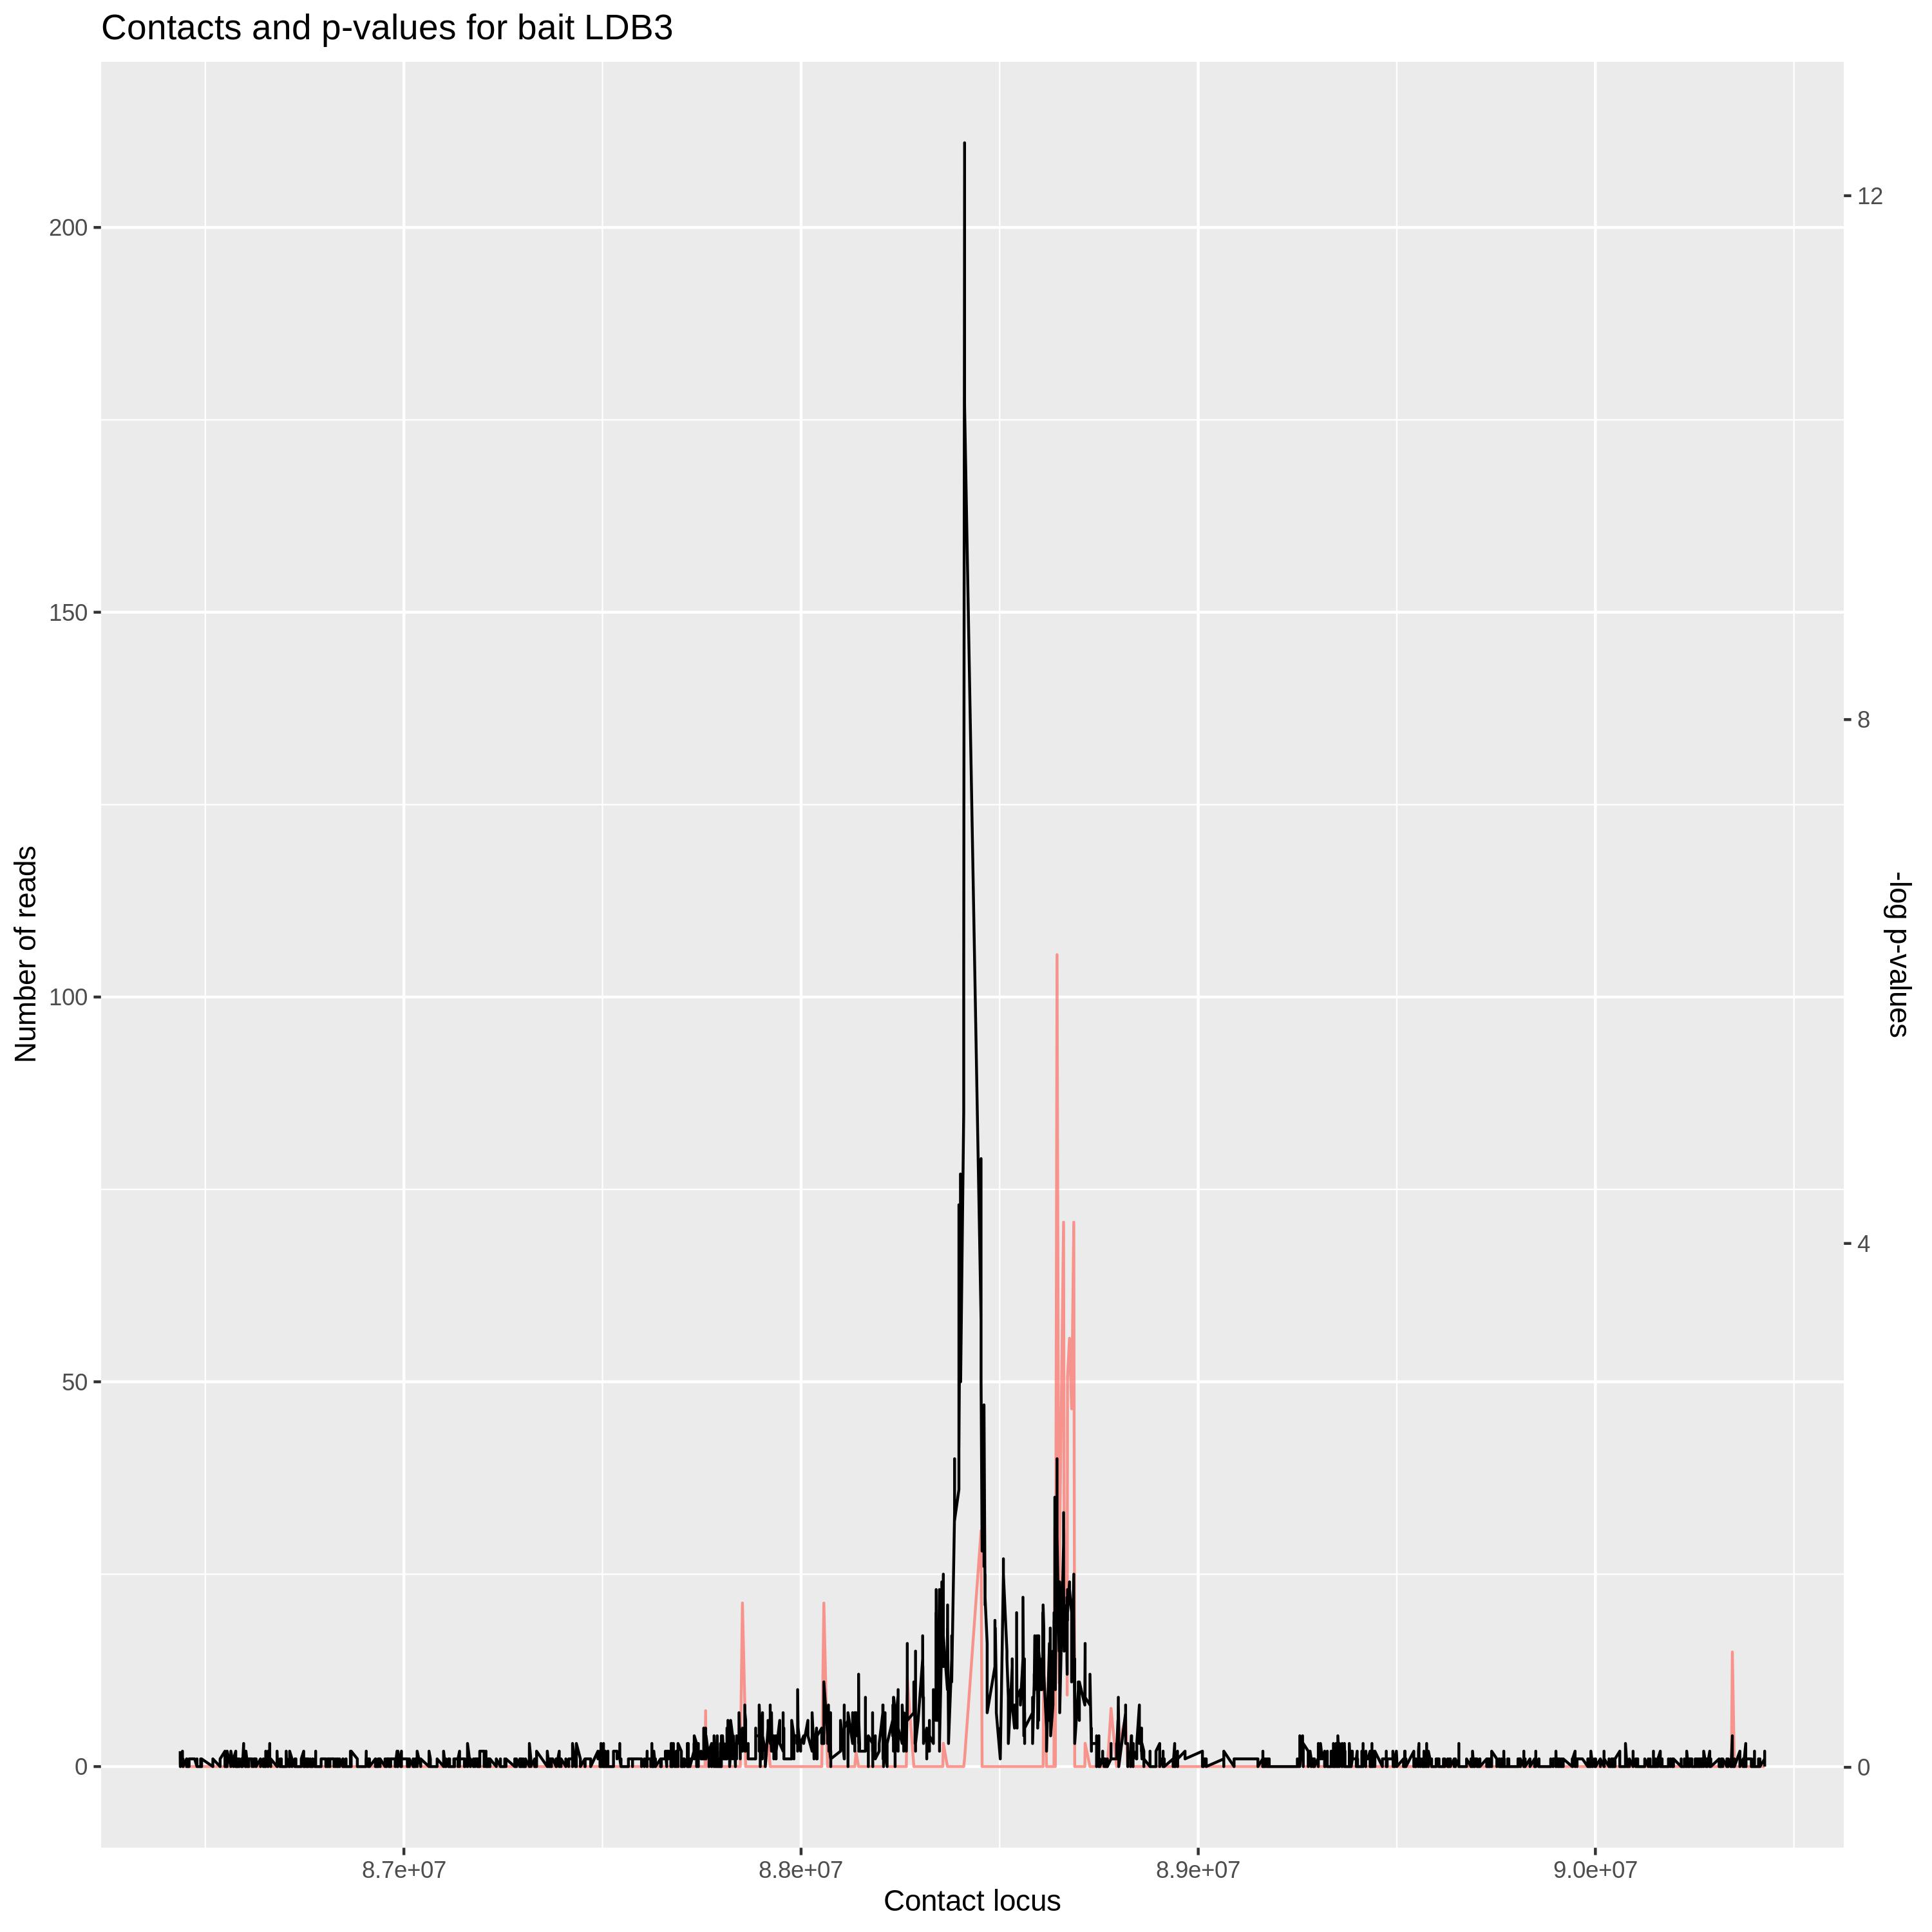 Contacts and p-values for bait LDB3
200
150
100
50
0
12
8
4
0
Number of reads
-log p-values
8.7e+07
8.8e+07
8.9e+07
9.0e+07
Contact locus